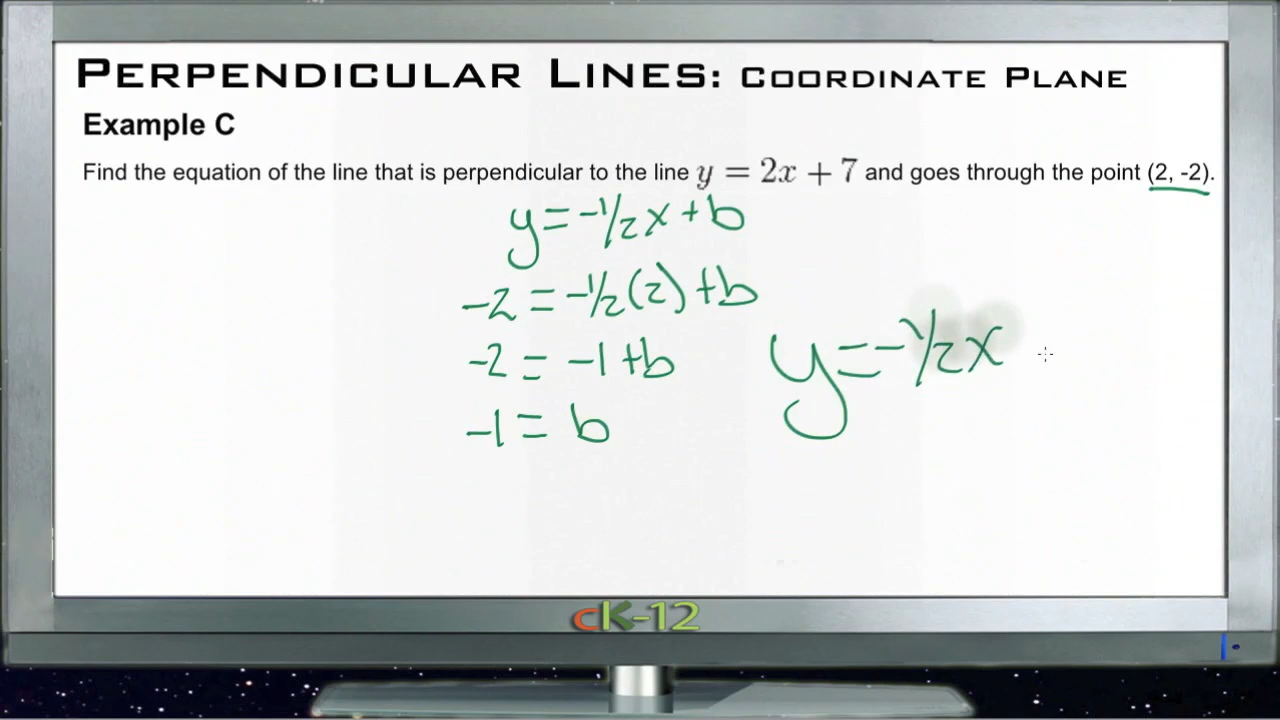 PERPENDICULAR LINES: COORDINATE PLANE
Example C
Find the equation of the line that is perpendicular to the line y = 2x + 7 and goes through the point (2, -2).
y = -1/2x + b
-2 = -1/2(2) + b
-2 = -1 + b
y = -1/2x
-1 = b
cK-12